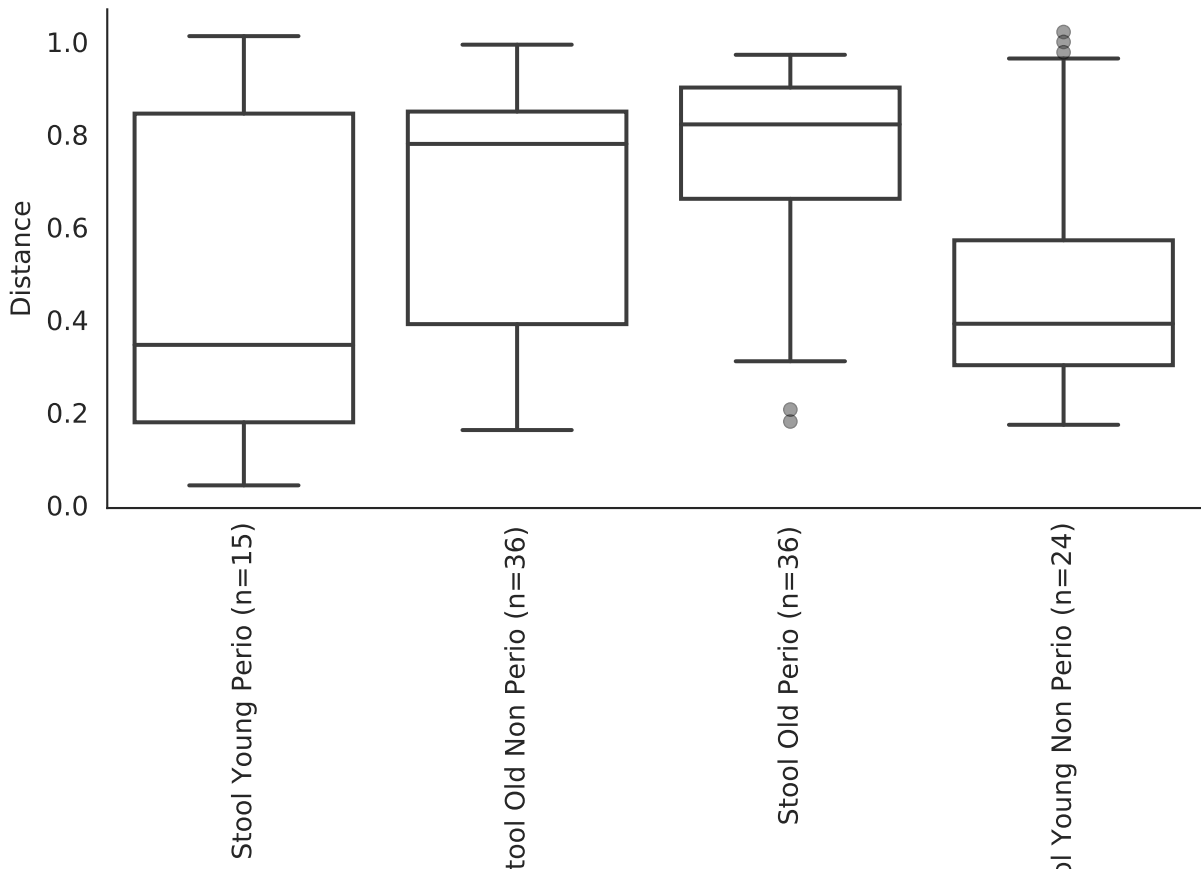 1.0
0.8
0.6
0.4
0.2
0.0
Distance
Stool Young Perio (n=15)
tool Old Non Perio (n=36)
Stool Old Perio (n=36)
ol Young Non Perio (n=24)